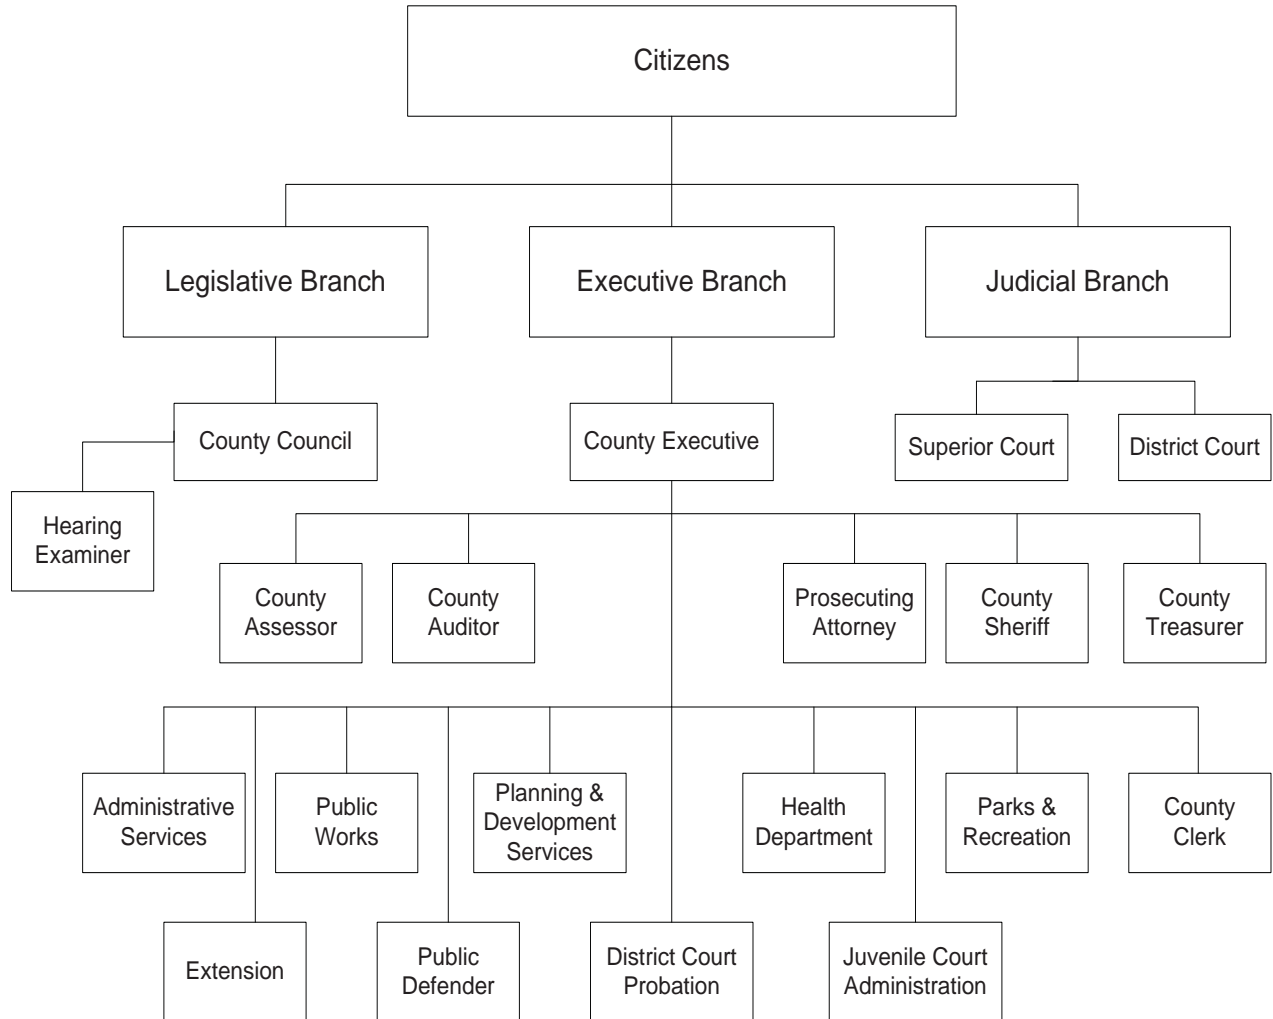 Citizens
Legislative Branch
Executive Branch
Judicial Branch
County Council
County Executive
Superior Court
District Court
Hearing
Examiner
County
Assessor
County
Auditor
Prosecuting
Attorney
County
Sheriff
County
Treasurer
Administrative
Services
Public
Works
Planning &
Development
Services
Health
Department
Parks &
Recreation
County
Clerk
Extension
Public
Defender
District Court
Probation
Juvenile Court
Administration